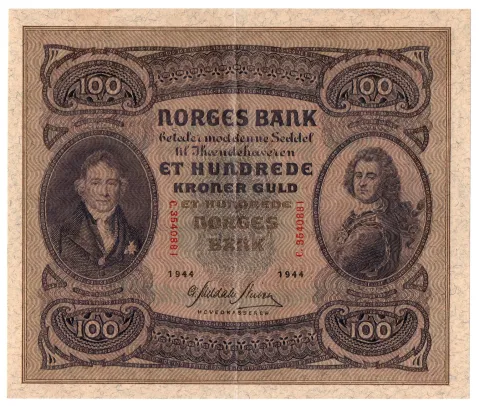 100 100
NORGES BANK
betaler mod denne Seddel
til Ihændehaveren
ET HUNDREDE
KRONER GULD
ET HUNDREDE
NORGES
BANK
C.3540881 C.3540881
1944 1944
HOVEDKASSERER
100 100